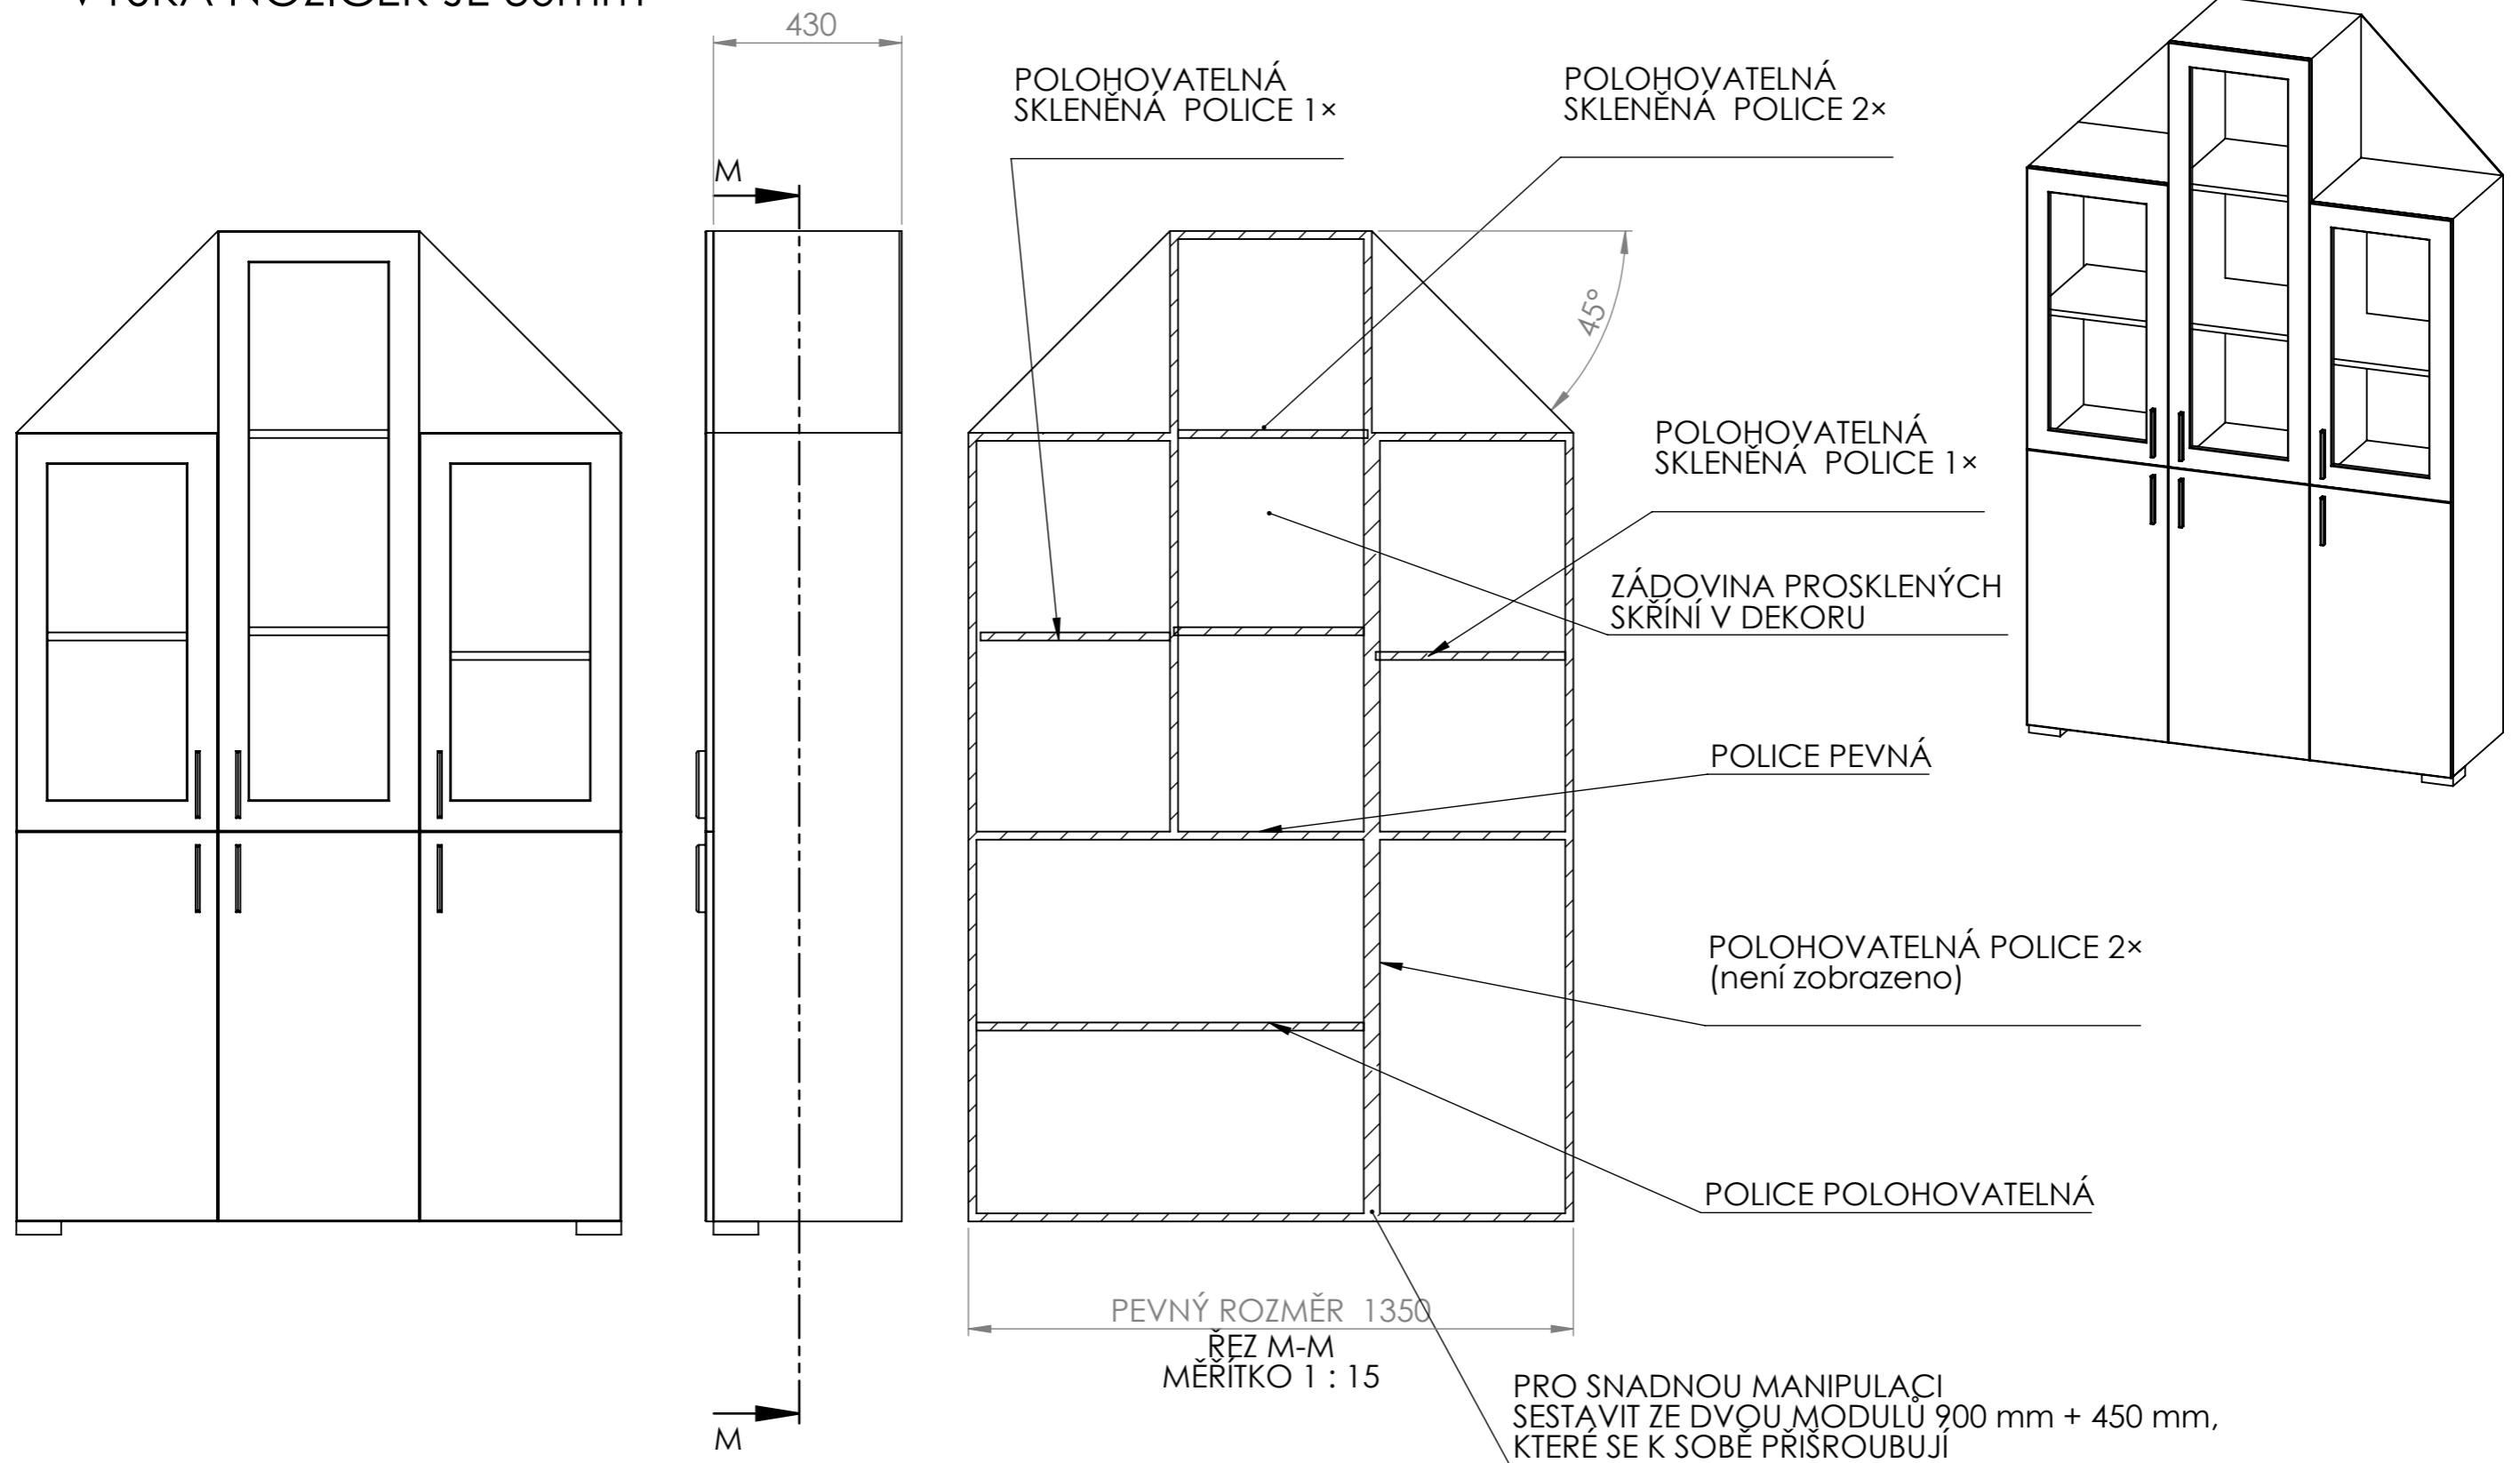 430
POLOHOVATELNÁ
SKLENĚNÁ POLICE 1×
POLOHOVATELNÁ
SKLENĚNÁ POLICE 2×
M
45°
POLOHOVATELNÁ
SKLENĚNÁ POLICE 1×
ZÁDOVINA PROSKLENÝCH
SKŘÍNÍ V DEKORU
POLICE PEVNÁ
POLOHOVATELNÁ POLICE 2×
(není zobrazeno)
POLICE POLOHOVATELNÁ
PEVNÝ ROZMĚR 1350
ŘEZ M-M
MĚŘÍTKO 1 : 15
M
PRO SNADNOU MANIPULACI
SESTAVIT ZE DVOU MODULŮ 900 mm + 450 mm,
KTERÉ SE K SOBĚ PŘIŠROUBUJÍ